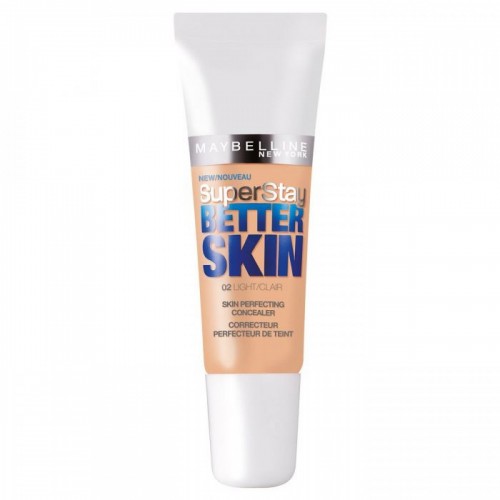 MAYBELLINE
NEW YORK
NEW/NOUVEAU
SuperStay
BETTER
SKIN
02 LIGHT/CLAIR
SKIN PERFECTING
CONCEALER
CORRECTEUR
PERFECTEUR DE TEINT